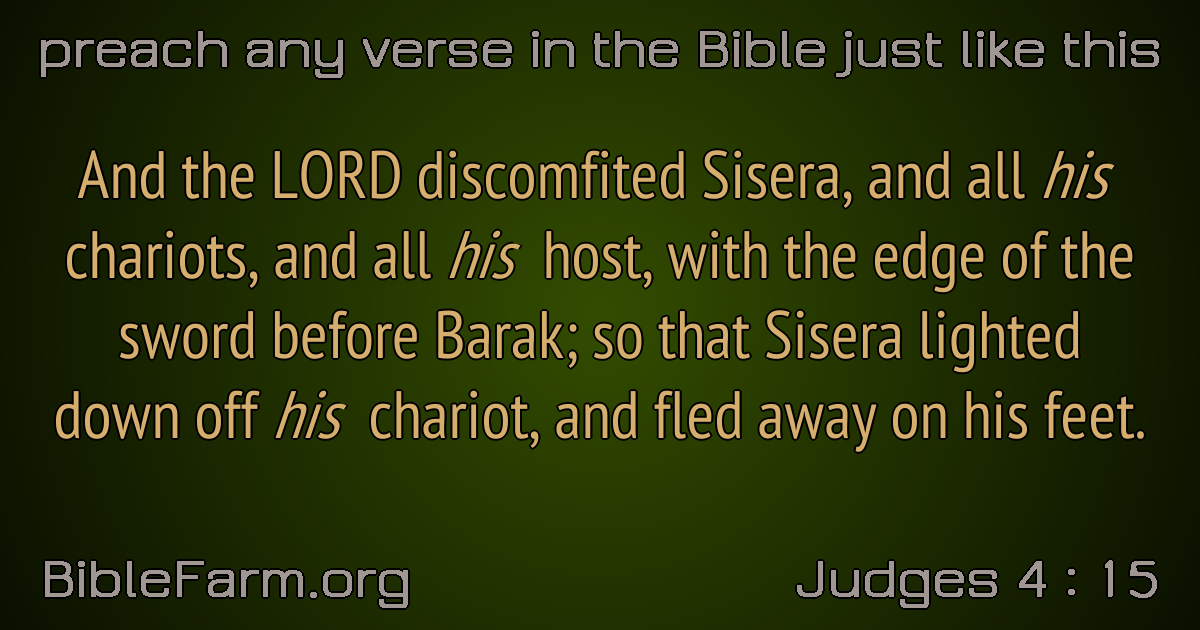 preach any verse in the Bible just like this
And the LORD discomfited Sisera, and all his
chariots, and all his host, with the edge of the
sword before Barak; so that Sisera lighted
down off his chariot, and fled away on his feet.
BibleFarm.org
Judges 4 : 15